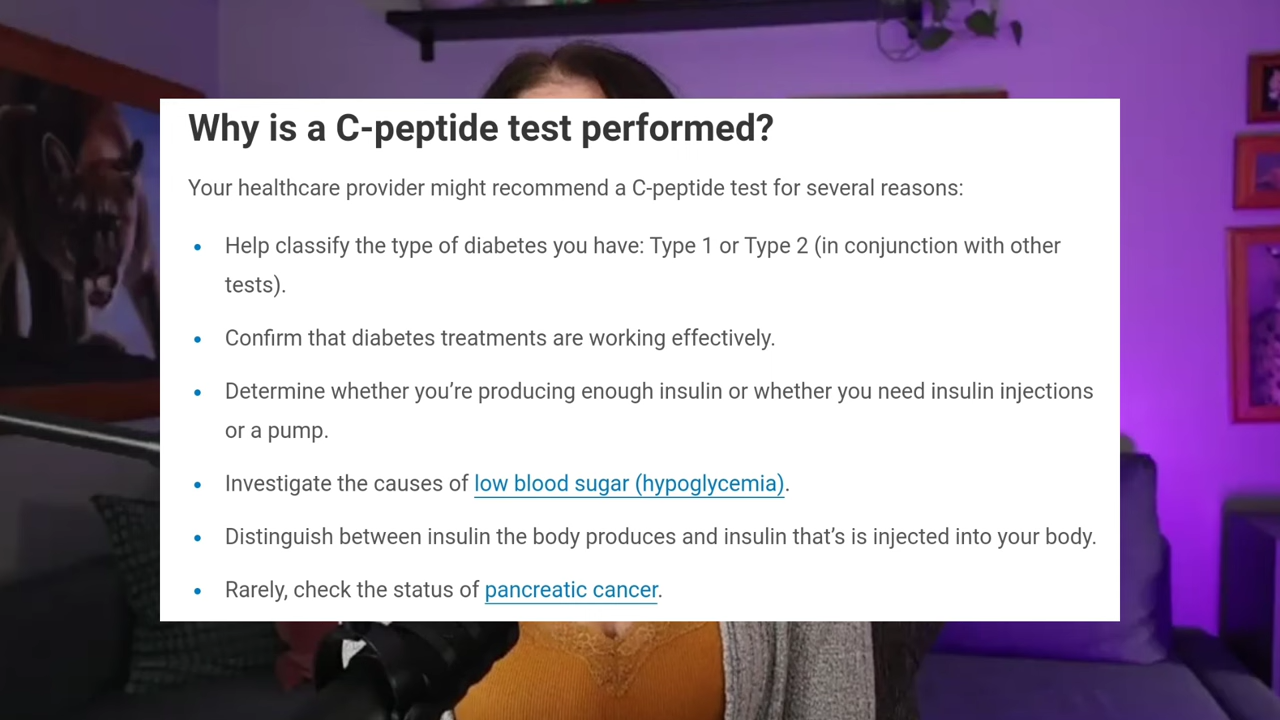 Why is a C-peptide test performed?
Your healthcare provider might recommend a C-peptide test for several reasons:
• Help classify the type of diabetes you have: Type 1 or Type 2 (in conjunction with other
tests).
• Confirm that diabetes treatments are working effectively.
• Determine whether you’re producing enough insulin or whether you need insulin injections
or a pump.
• Investigate the causes of low blood sugar (hypoglycemia).
• Distinguish between insulin the body produces and insulin that’s is injected into your body.
• Rarely, check the status of pancreatic cancer.